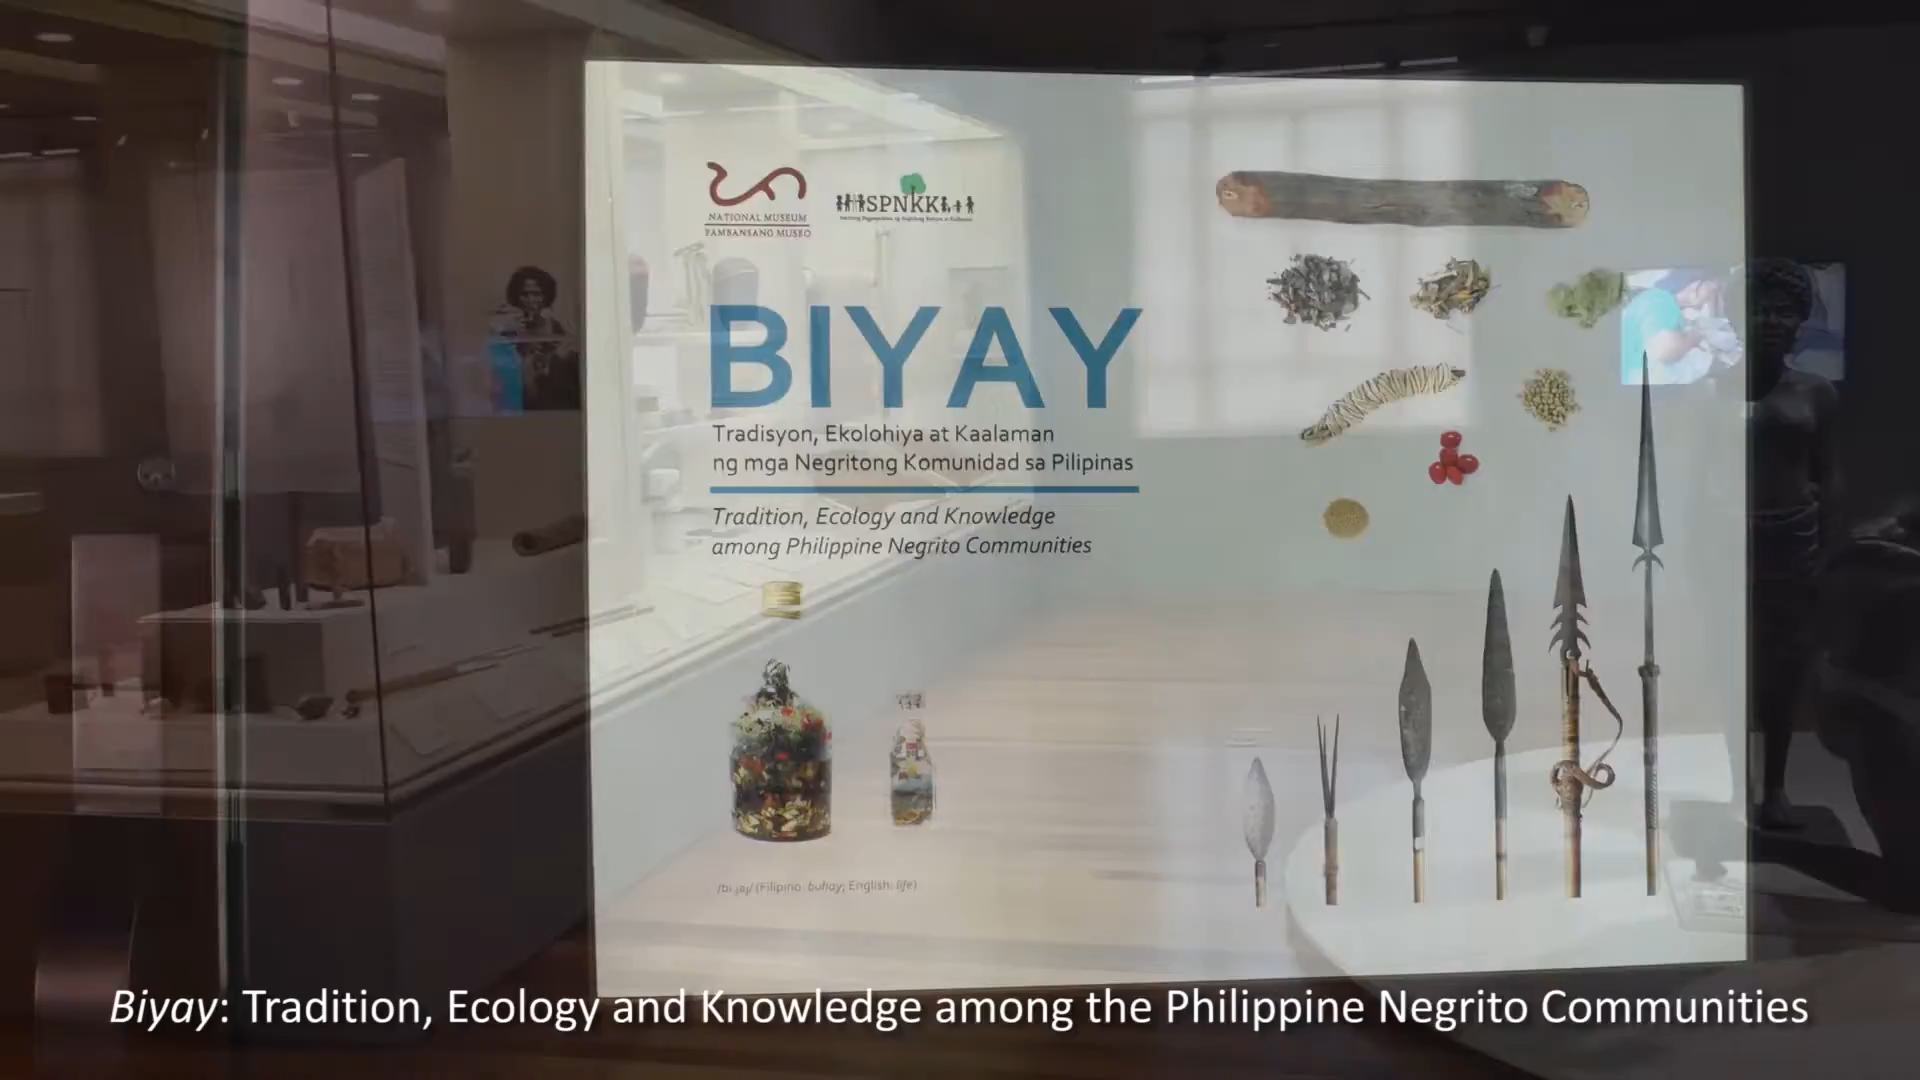 NATIONAL MUSEUM
PAMBANSANG MUSEO
SPNKK
BIYAY
Tradisyon, Ekolohiya at Kaalaman
ng mga Negritong Komunidad sa Pilipinas
Tradition, Ecology and Knowledge
among Philippine Negrito Communities
(Filipino: buhay; English: life)
Biyay: Tradition, Ecology and Knowledge among the Philippine Negrito Communities